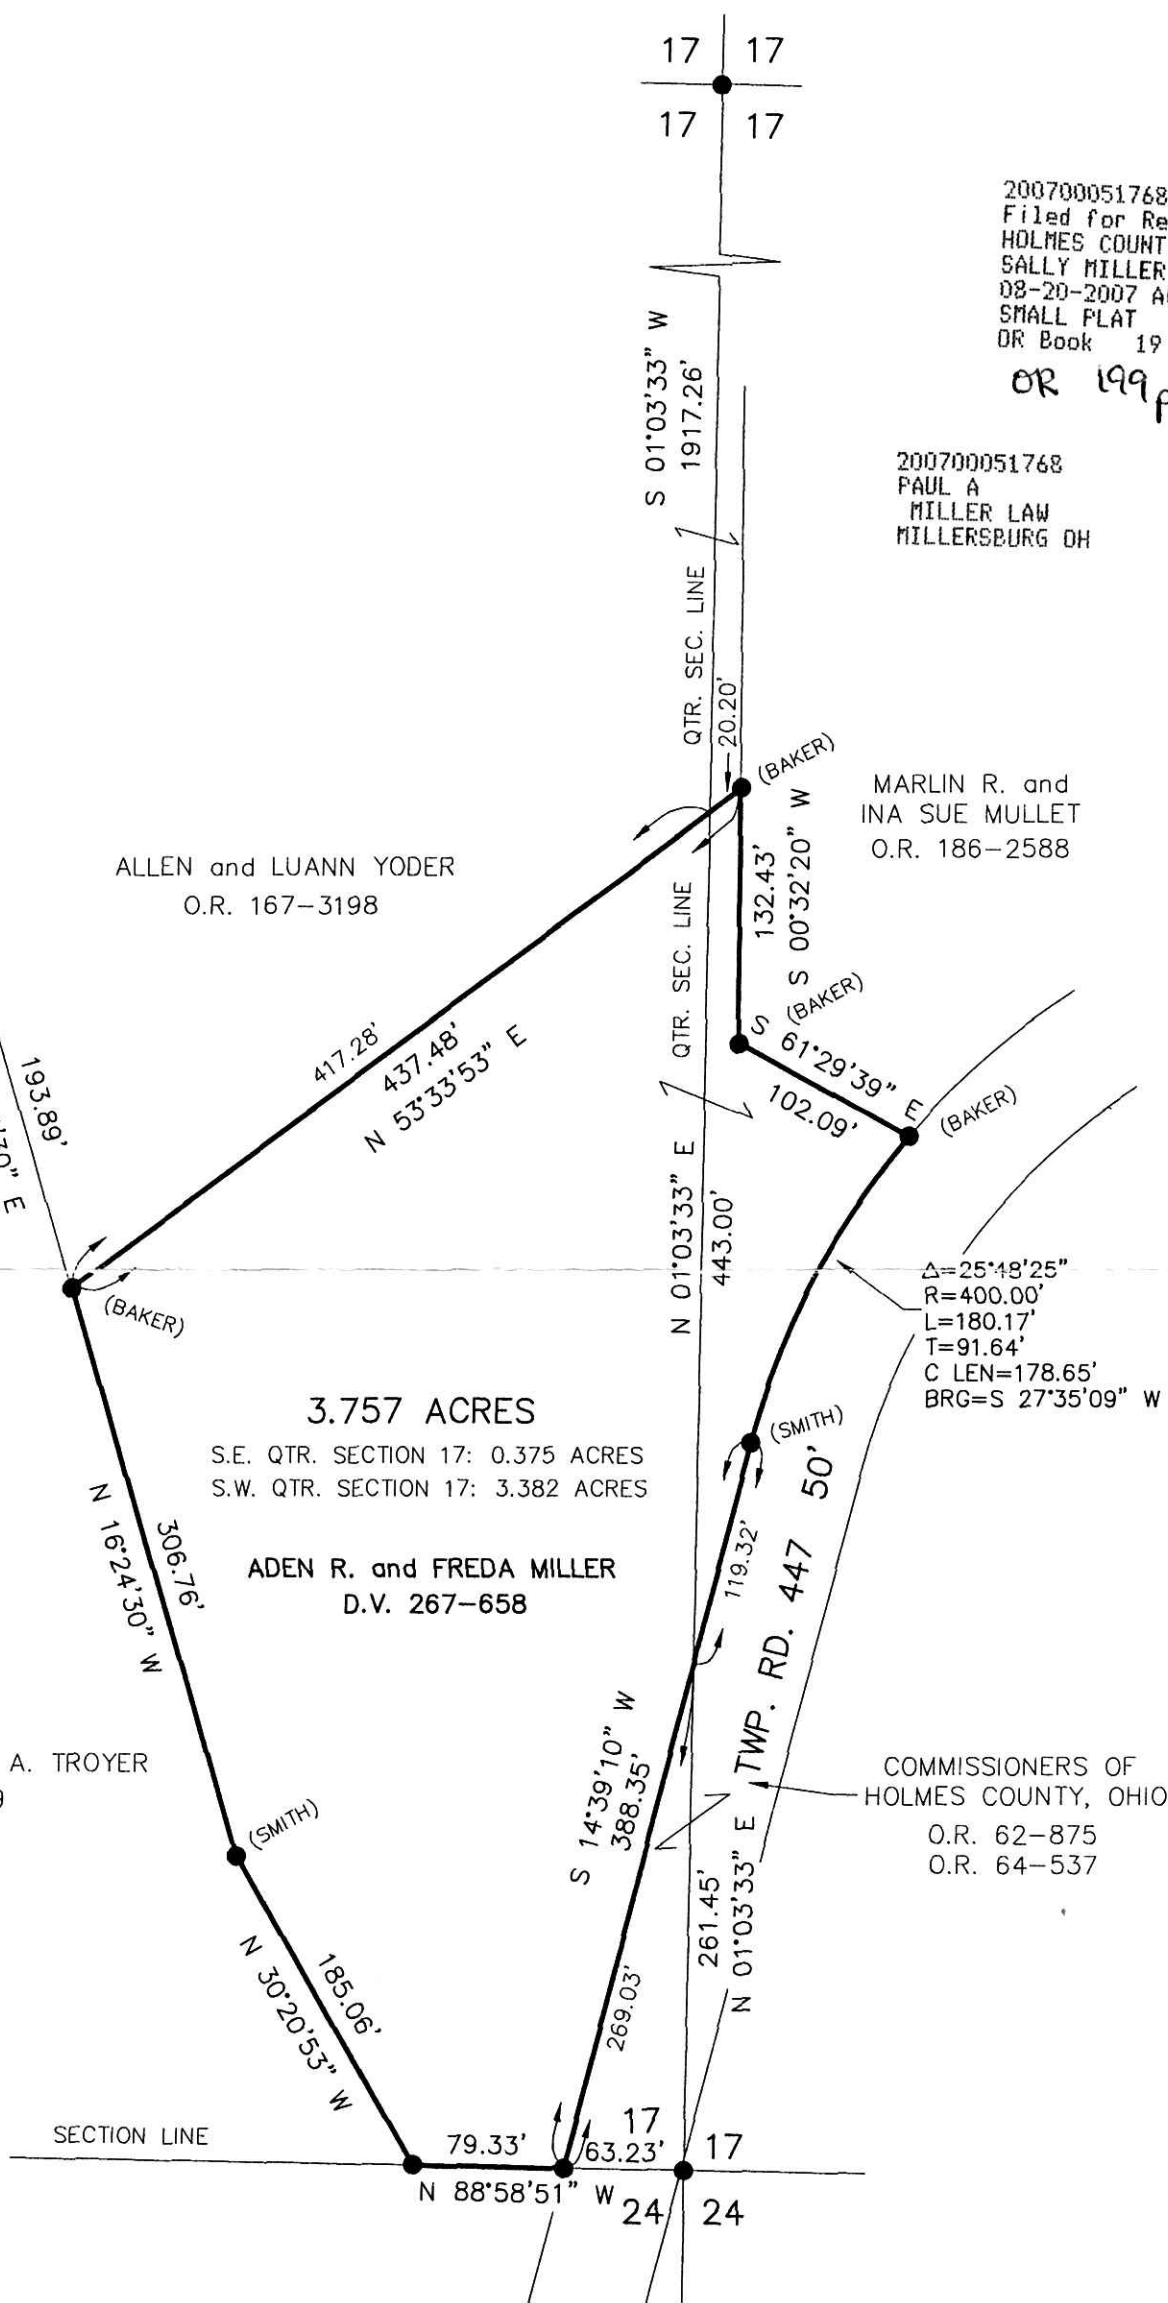 17 17
17 17
200700051768
Filed for Re
HOLMES COUNT
SALLY MILLER
08-20-2007 A
SMALL PLAT
OR Book 19
OR 199 P
200700051768
PAUL A
MILLER LAW
MILLERSBURG OH
S 01°03'33" W
1917.26'
QTR. SEC. LINE
20.20'
(BAKER)
MARLIN R. and
INA SUE MULLET
O.R. 186-2588
ALLEN and LUANN YODER
O.R. 167-3198
132.43'
S 00°32'20" W
QTR. SEC. LINE
(BAKER)
S 61°29'39" E
102.09'
(BAKER)
417.28'
437.48'
N 53°33'53" E
193.89'
30" E
(BAKER)
N 01°03'33" E
443.00'
Δ=25°48'25"
R=400.00'
L=180.17'
T=91.64'
C LEN=178.65'
BRG=S 27°35'09" W
3.757 ACRES
S.E. QTR. SECTION 17: 0.375 ACRES
S.W. QTR. SECTION 17: 3.382 ACRES
(SMITH)
N 16°24'30" W
306.76'
ADEN R. and FREDA MILLER
D.V. 267-658
119.32'
TWP. RD. 447 50'
A. TROYER
9
S 14°39'10" W
388.35'
COMMISSIONERS OF
HOLMES COUNTY, OHIO
O.R. 62-875
O.R. 64-537
(SMITH)
261.45'
N 01°03'33" E
185.06'
N 30°20'53" W
269.03'
SECTION LINE
79.33'
63.23'
N 88°58'51" W
17 17
24 24